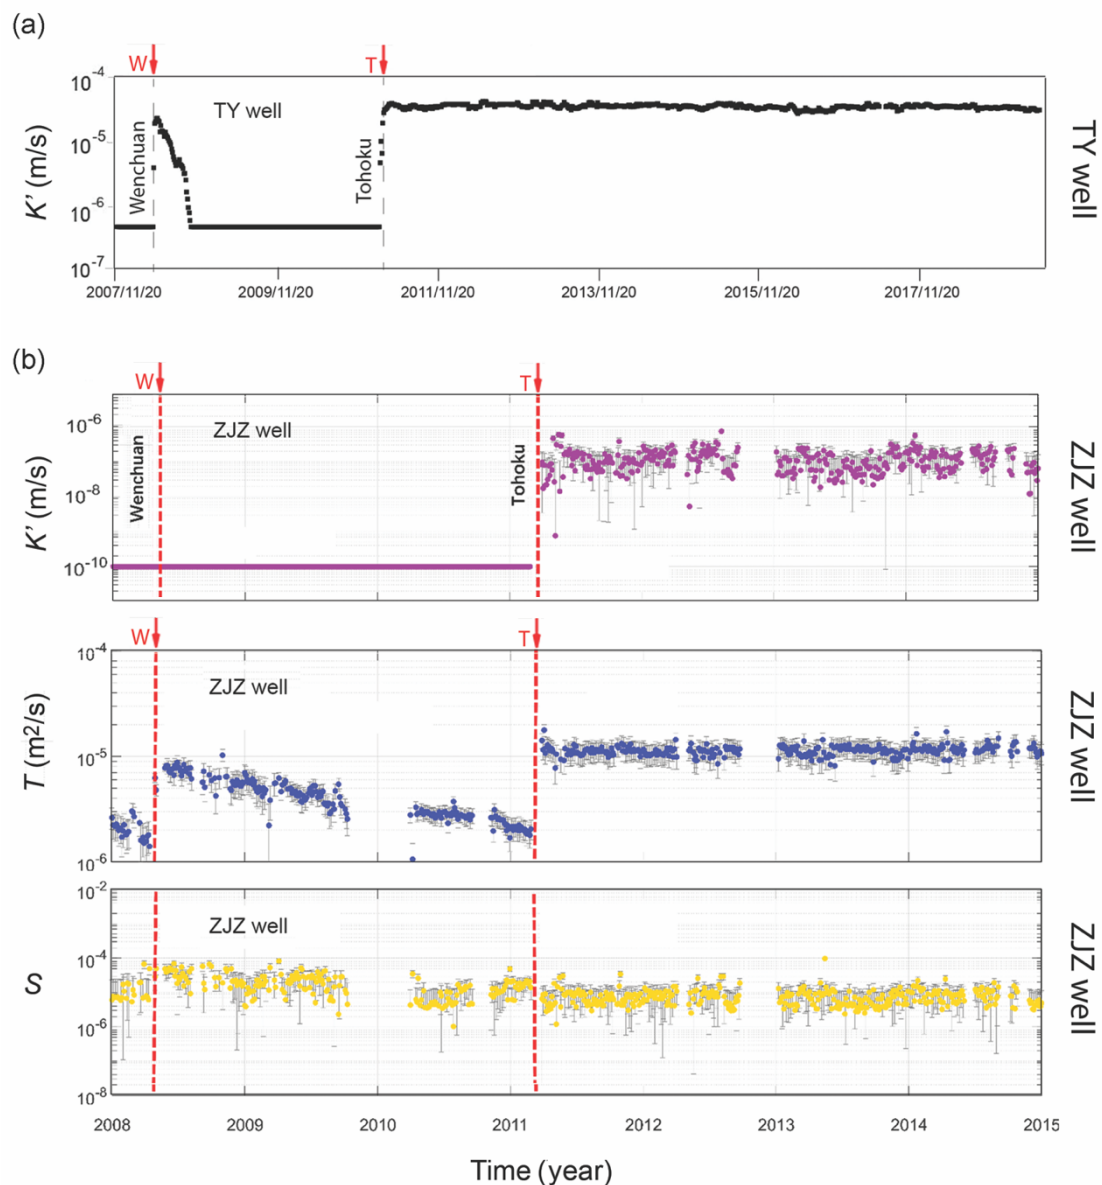 (a)
W
T
TY well
Wenchuan
Tohoku
K’ (m/s)
10-4
10-5
10-6
10-7
2007/11/20
2009/11/20
2011/11/20
2013/11/20
2015/11/20
2017/11/20
TY well
(b)
W
T
ZJZ well
Wenchuan
Tohoku
K’ (m/s)
10-6
10-8
10-10
ZJZ well
W
T
ZJZ well
T (m2/s)
10-4
10-5
10-6
ZJZ well
ZJZ well
S
10-2
10-4
10-6
10-8
ZJZ well
2008
2009
2010
2011
2012
2013
2014
2015
Time (year)